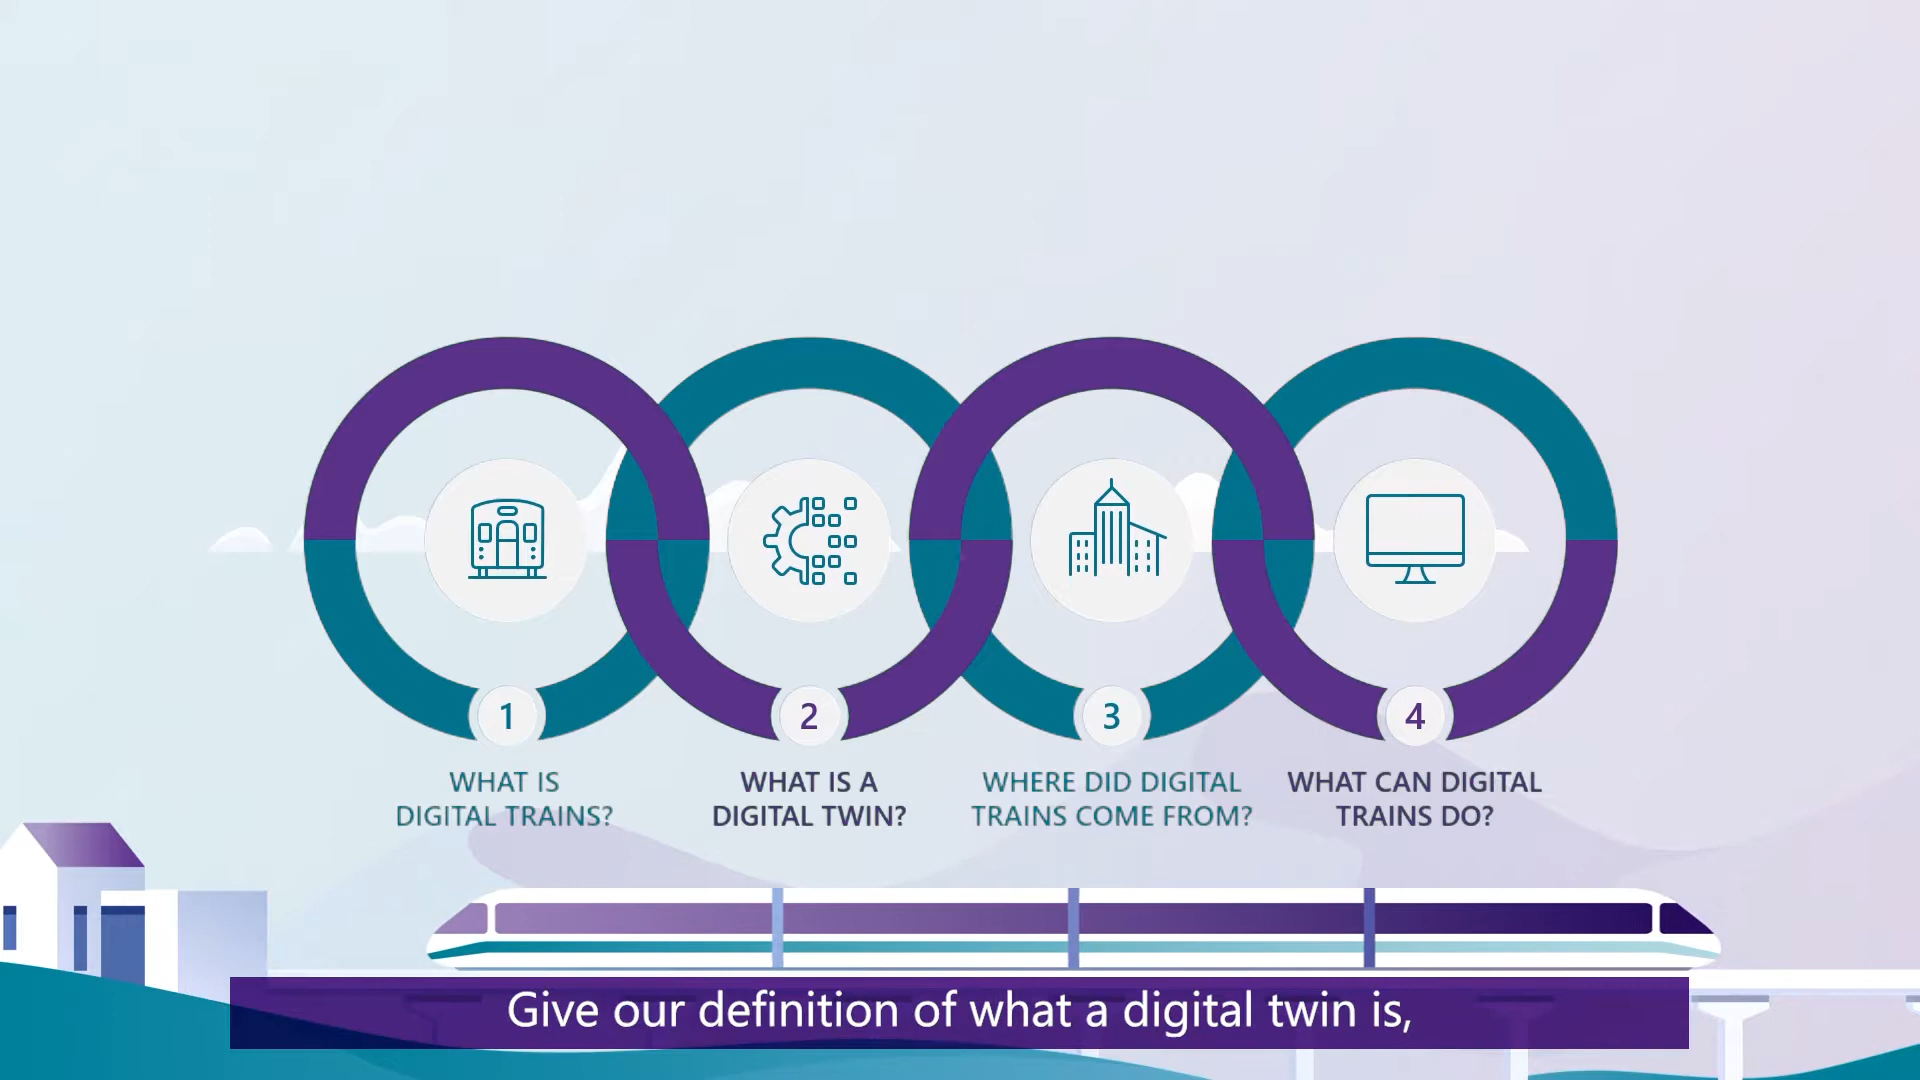 1
WHAT IS
DIGITAL TRAINS?
2
WHAT IS A
DIGITAL TWIN?
3
WHERE DID DIGITAL
TRAINS COME FROM?
4
WHAT CAN DIGITAL
TRAINS DO?
Give our definition of what a digital twin is,